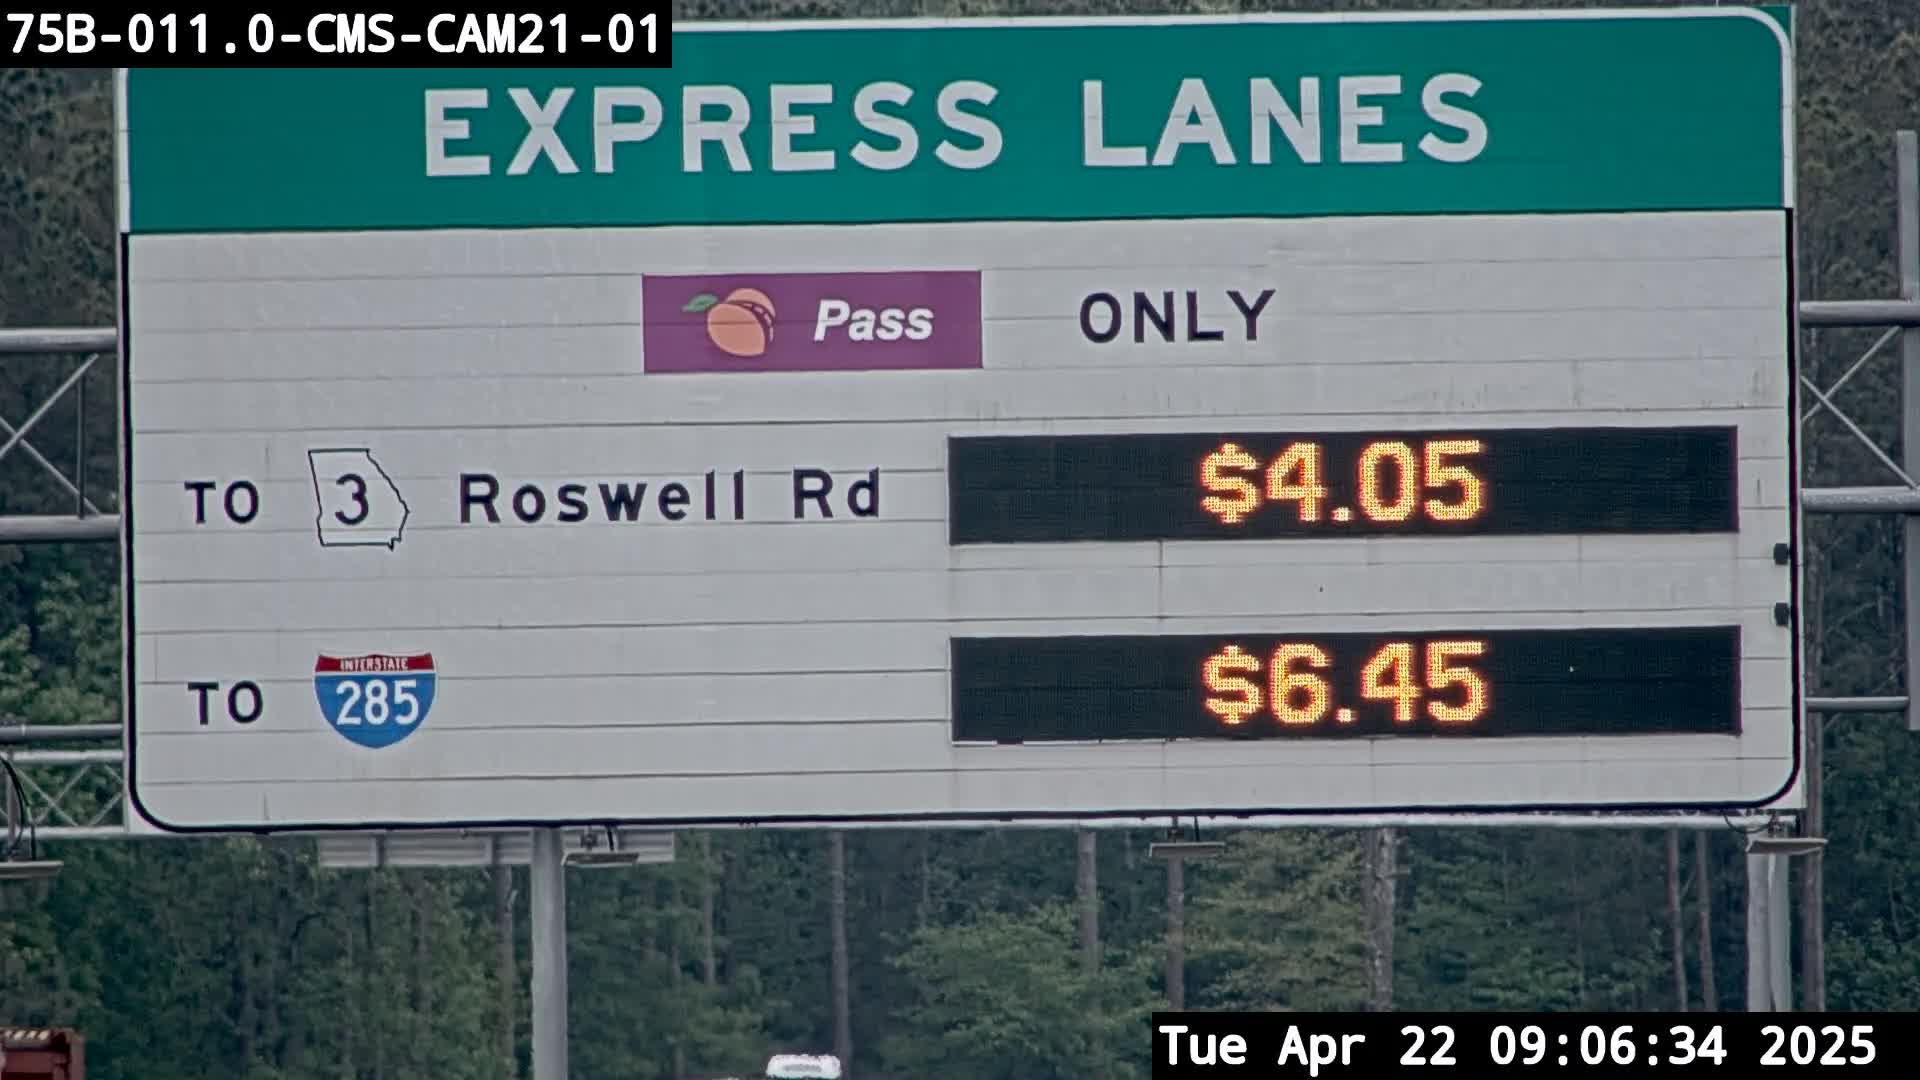 75B-011.0-CMS-CAM21-01
EXPRESS LANES
Pass ONLY
TO 3 Roswell Rd $4.05
TO INTERSTATE 285 $6.45
Tue Apr 22 09:06:34 2025